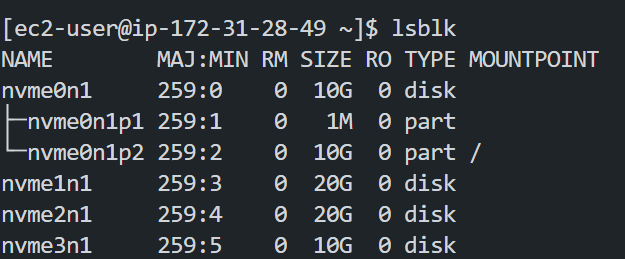 [ec2-user@ip-172-31-28-49 ~]$ lsblk
NAME        MAJ:MIN RM SIZE RO TYPE MOUNTPOINT
nvme0n1     259:0    0  10G  0 disk
├─nvme0n1p1 259:1    0   1M  0 part
└─nvme0n1p2 259:2    0  10G  0 part /
nvme1n1     259:3    0  20G  0 disk
nvme2n1     259:4    0  20G  0 disk
nvme3n1     259:5    0  10G  0 disk